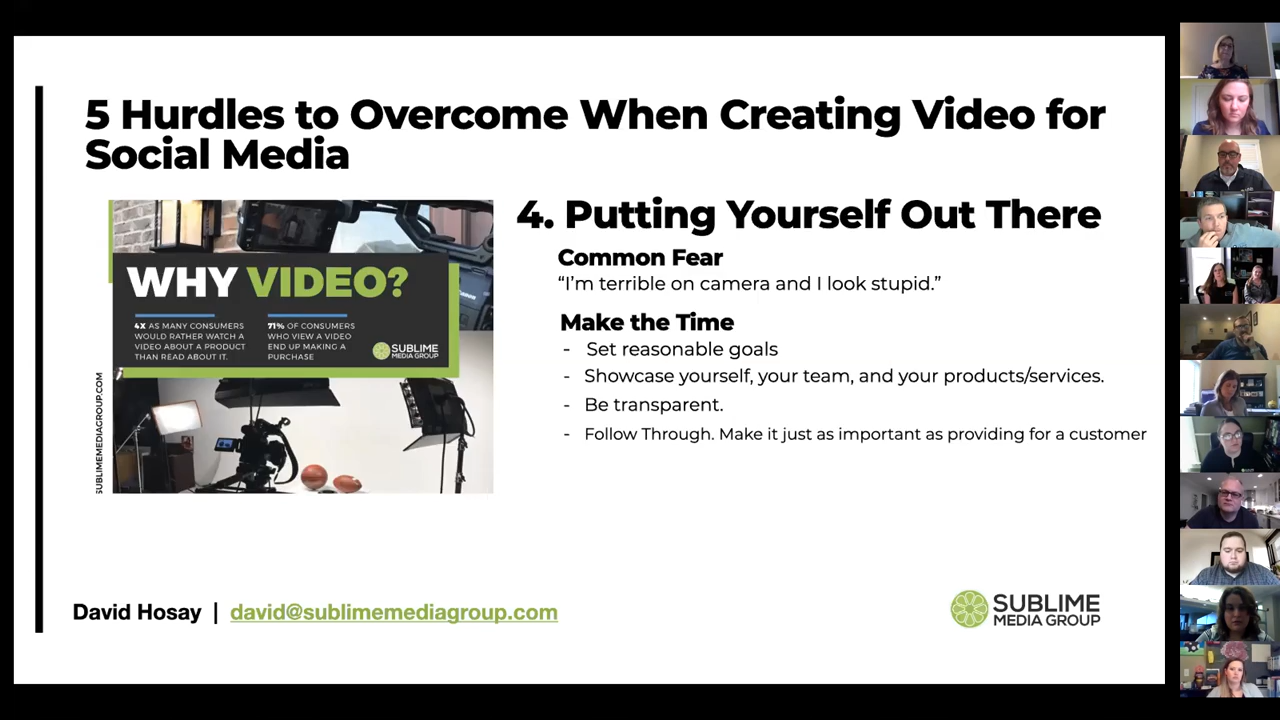 5 Hurdles to Overcome When Creating Video for
Social Media
WHY VIDEO?
4X AS MANY CONSUMERS
WOULD RATHER WATCH A
VIDEO ABOUT A PRODUCT
THAN READ ABOUT IT.
71% OF CONSUMERS
WHO VIEW A VIDEO
END UP MAKING A
PURCHASE
SUBLIME
MEDIA GROUP
SUBLIMEMEDIAGROUP.COM
4. Putting Yourself Out There
Common Fear
“I’m terrible on camera and I look stupid.”
Make the Time
- Set reasonable goals
- Showcase yourself, your team, and your products/services.
- Be transparent.
- Follow Through. Make it just as important as providing for a customer
David Hosay | david@sublimemediagroup.com
SUBLIME
MEDIA GROUP